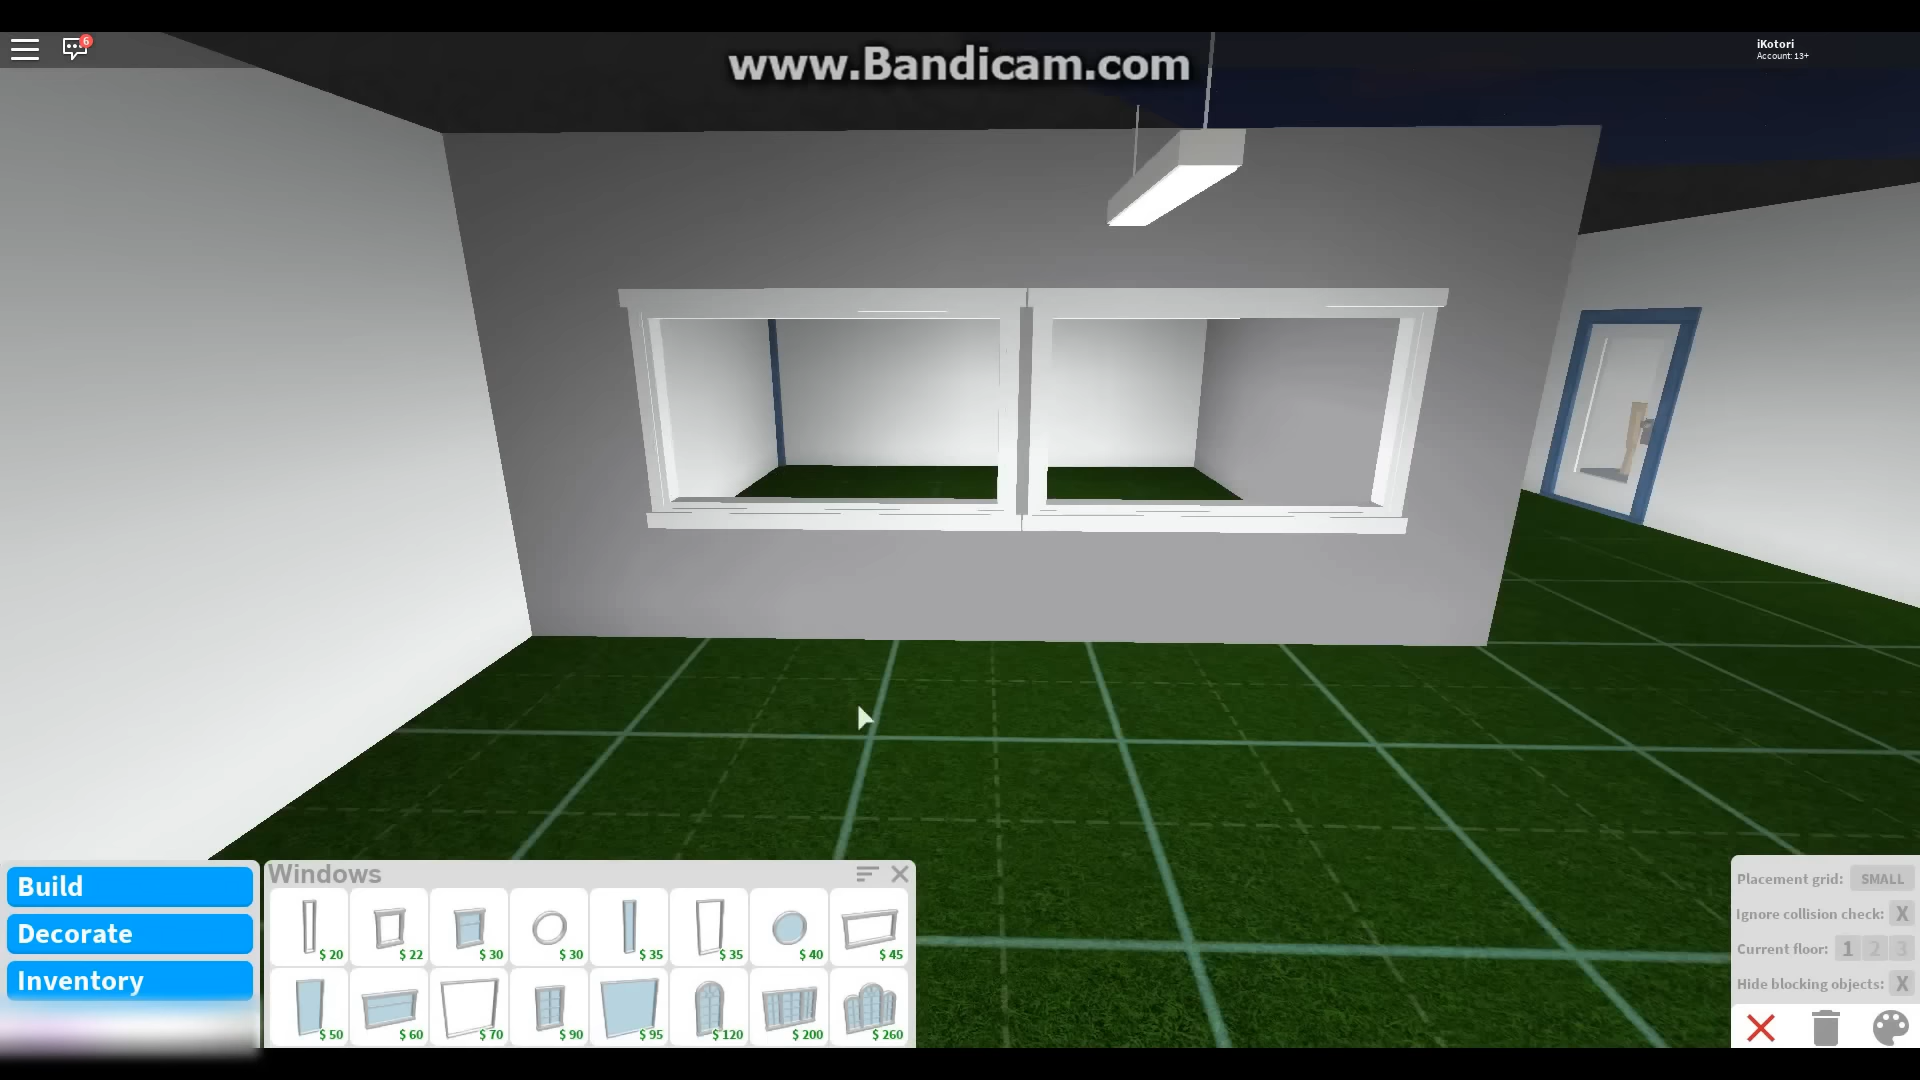 6
www.Bandicam.com
iKotori
Account: 13+
Build
Decorate
Inventory
Windows
$ 20
$ 22
$ 30
$ 30
$ 35
$ 35
$ 40
$ 45
$ 50
$ 60
$ 70
$ 90
$ 95
$ 120
$ 200
$ 260
Placement grid: SMALL
Ignore collision check: X
Current floor: 1 2 3
Hide blocking objects: X